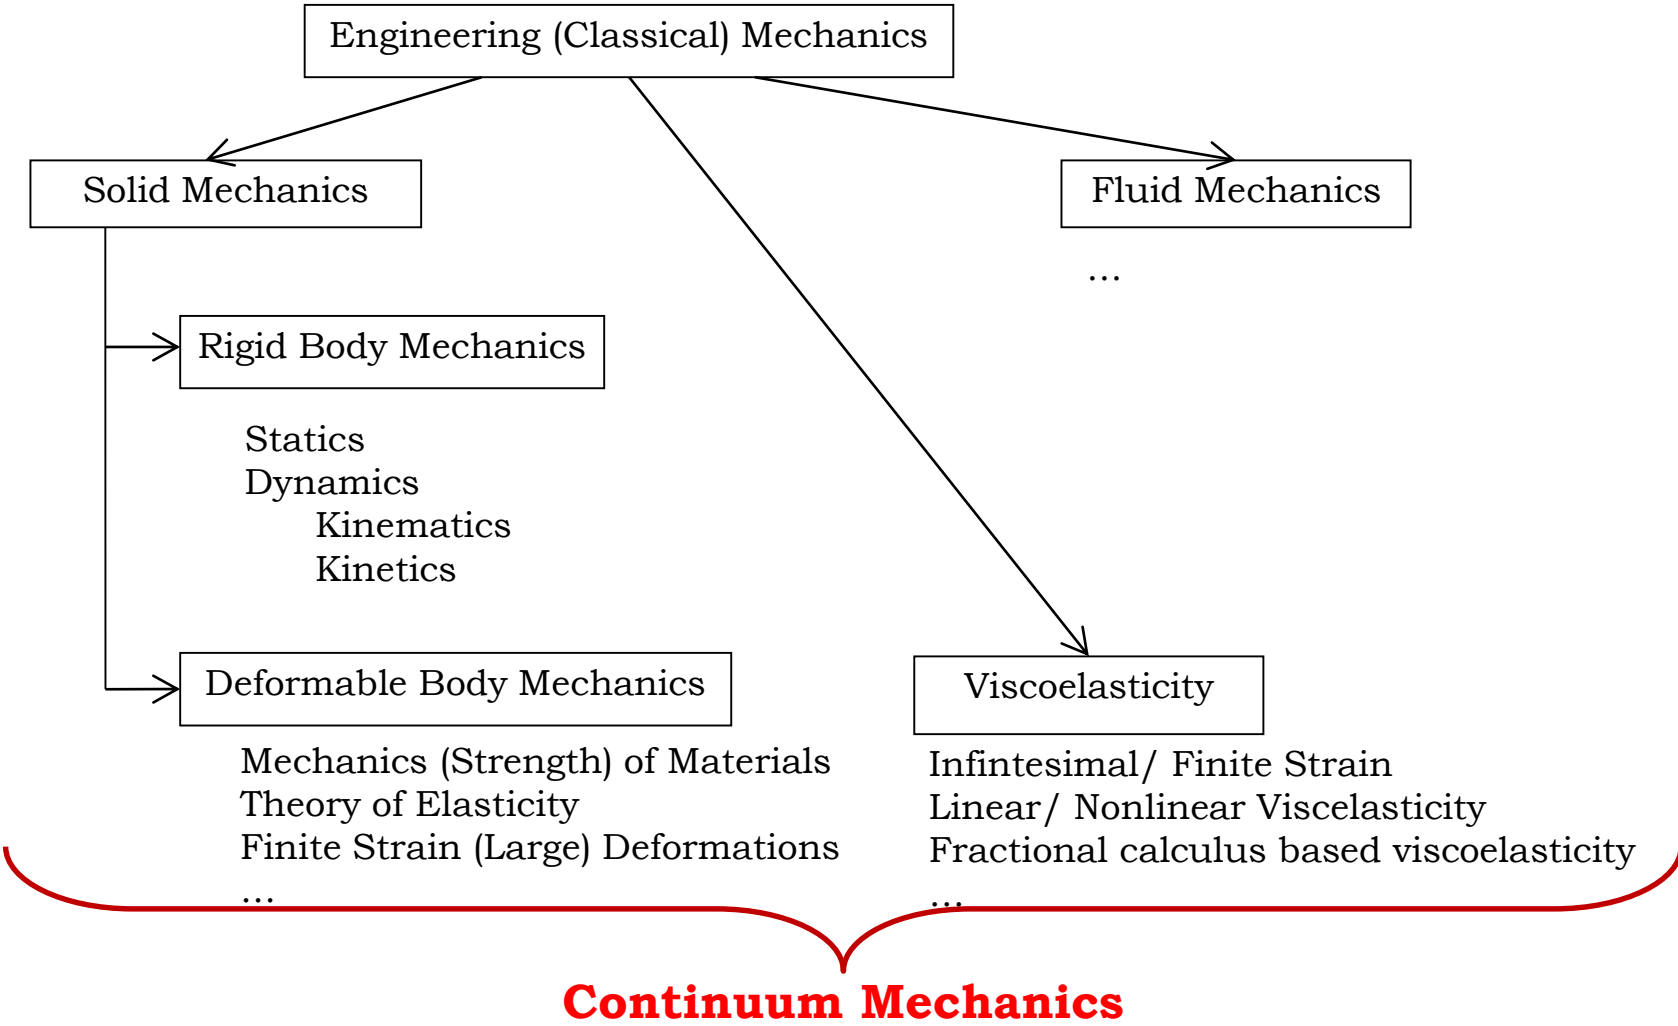 Engineering (Classical) Mechanics
Solid Mechanics
Fluid Mechanics
...
Rigid Body Mechanics
Statics
Dynamics
Kinematics
Kinetics
Deformable Body Mechanics
Mechanics (Strength) of Materials
Theory of Elasticity
Finite Strain (Large) Deformations
...
Viscoelasticity
Infintesimal/ Finite Strain
Linear/ Nonlinear Viscelasticity
Fractional calculus based viscoelasticity
...
Continuum Mechanics